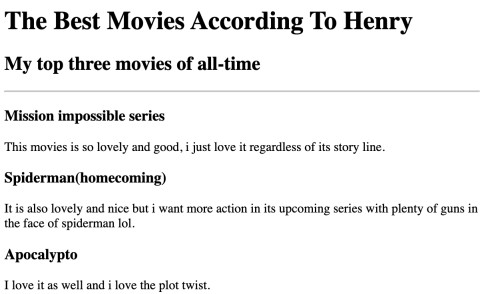 The Best Movies According To Henry
My top three movies of all-time
Mission impossible series
This movies is so lovely and good, i just love it regardless of its story line.
Spiderman(homecoming)
It is also lovely and nice but i want more action in its upcoming series with plenty of guns in
the face of spiderman lol.
Apocalypto
I love it as well and i love the plot twist.